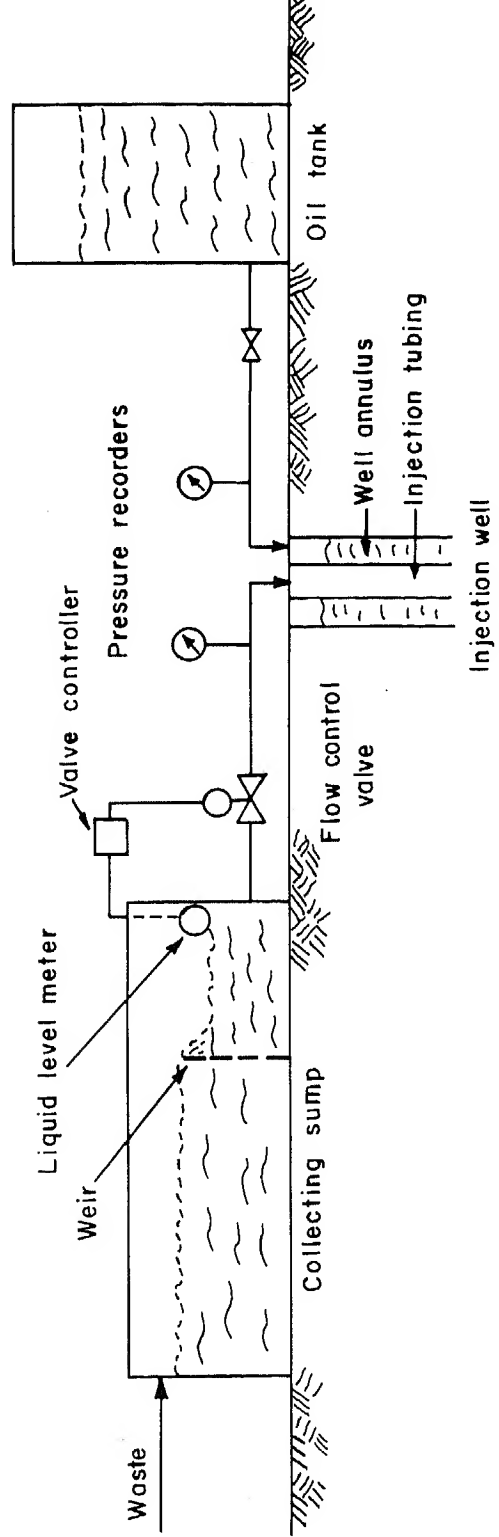 Waste
Weir
Liquid level meter
Valve controller
Pressure recorders
Collecting sump
Flow control
valve
Injection well
Well annulus
Injection tubing
Oil tank